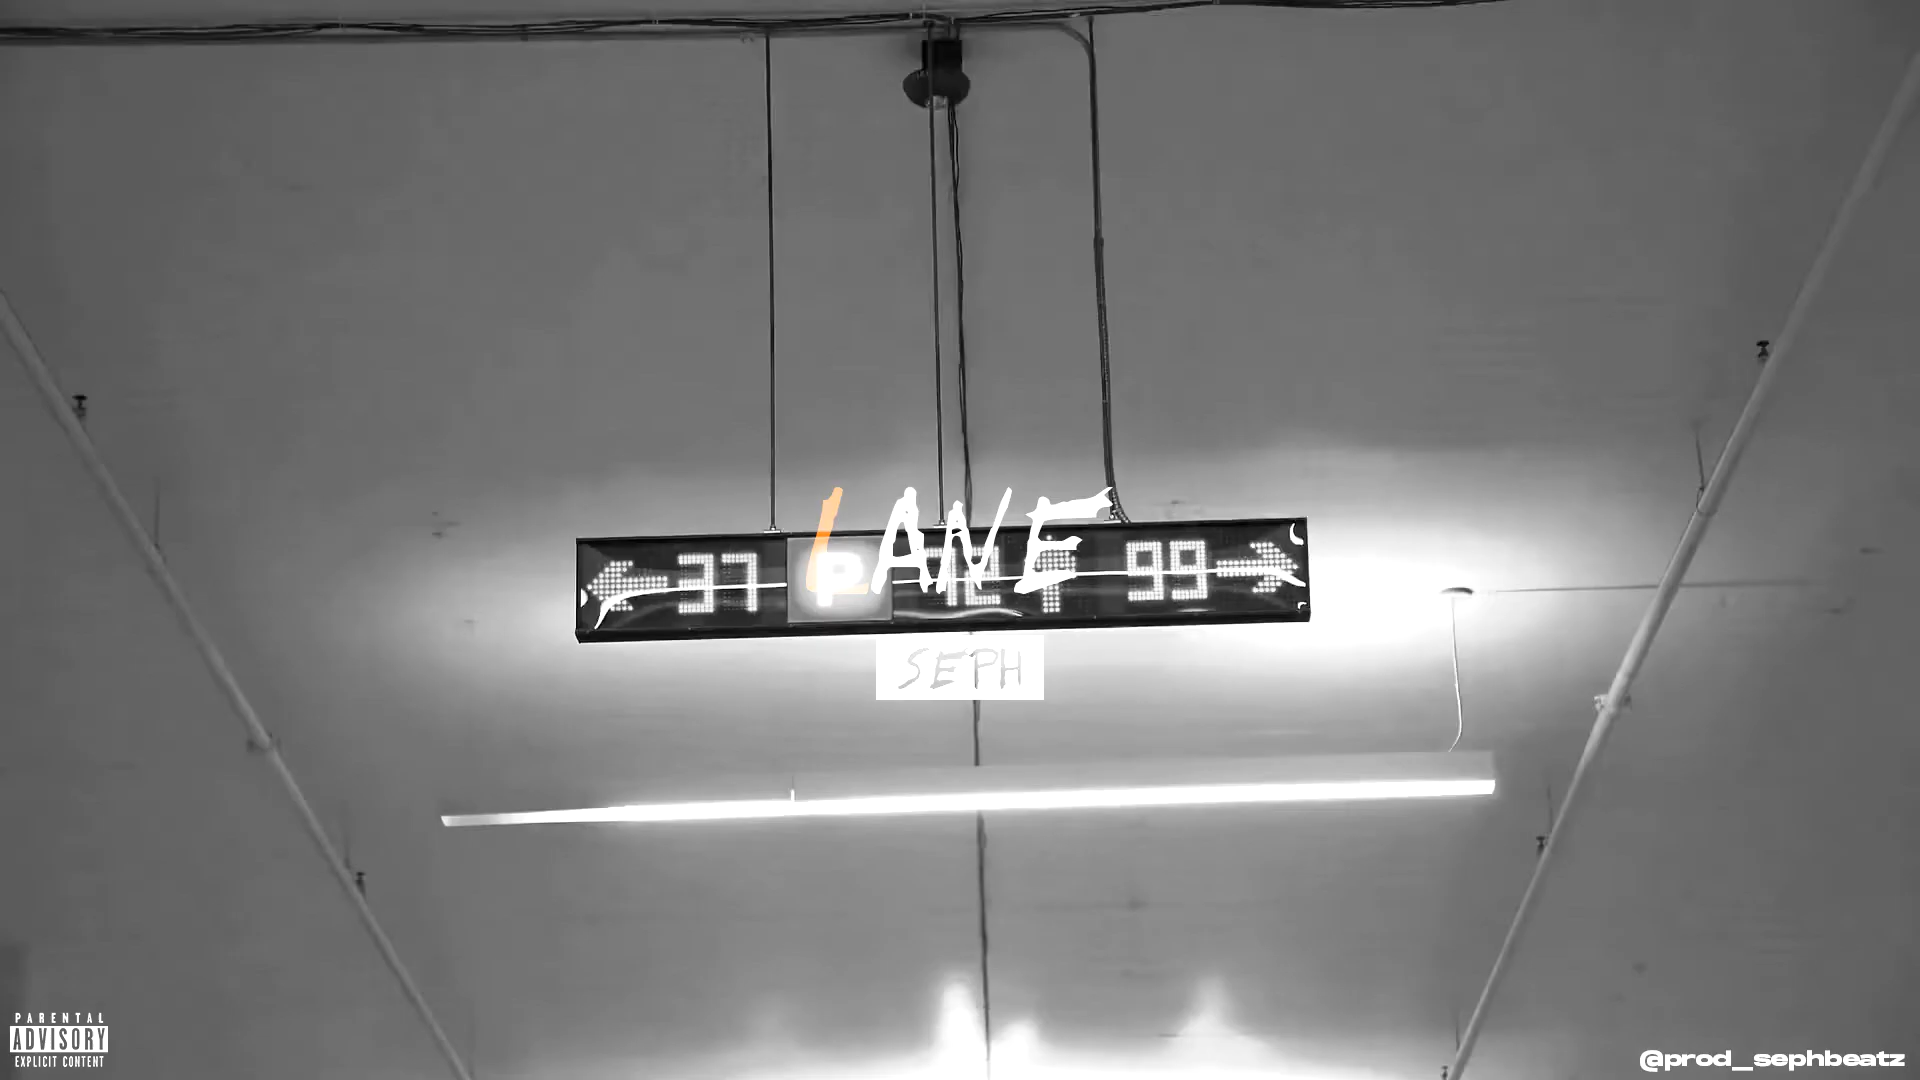 LANE
← 37 P ↑ 99 →
SEPH
PARENTAL
ADVISORY
EXPLICIT CONTENT
@prod_sephbeatz